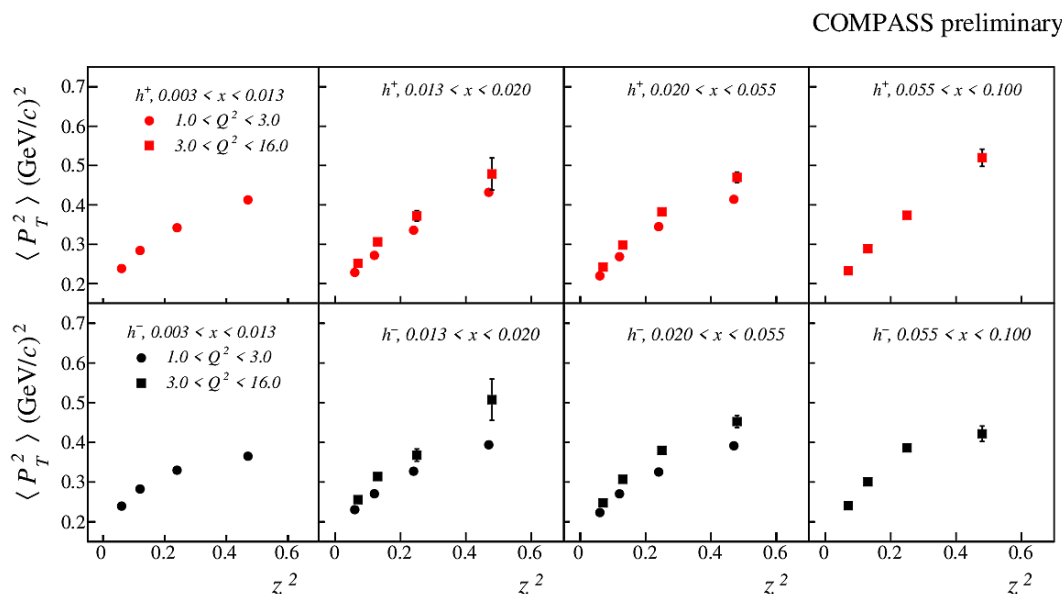 COMPASS preliminary
⟨ P_T^2 ⟩ (GeV/c)^2
0.7
0.6
0.5
0.4
0.3
0.2
h^+, 0.003 < x < 0.013
1.0 < Q^2 < 3.0
3.0 < Q^2 < 16.0
h^+, 0.013 < x < 0.020
h^+, 0.020 < x < 0.055
h^+, 0.055 < x < 0.100
⟨ P_T^2 ⟩ (GeV/c)^2
0.7
0.6
0.5
0.4
0.3
0.2
h^-, 0.003 < x < 0.013
1.0 < Q^2 < 3.0
3.0 < Q^2 < 16.0
h^-, 0.013 < x < 0.020
h^-, 0.020 < x < 0.055
h^-, 0.055 < x < 0.100
0 0.2 0.4 0.6
0 0.2 0.4 0.6
0 0.2 0.4 0.6
0 0.2 0.4 0.6
z^2
z^2
z^2
z^2